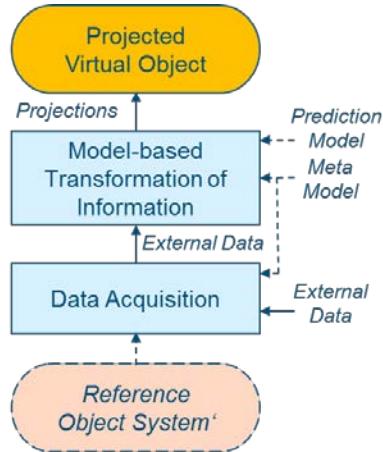 Projected
Virtual Object
Projections
Prediction
Model
Model-based
Transformation of
Information
Meta
Model
External Data
Data Acquisition
External
Data
Reference
Object System‘